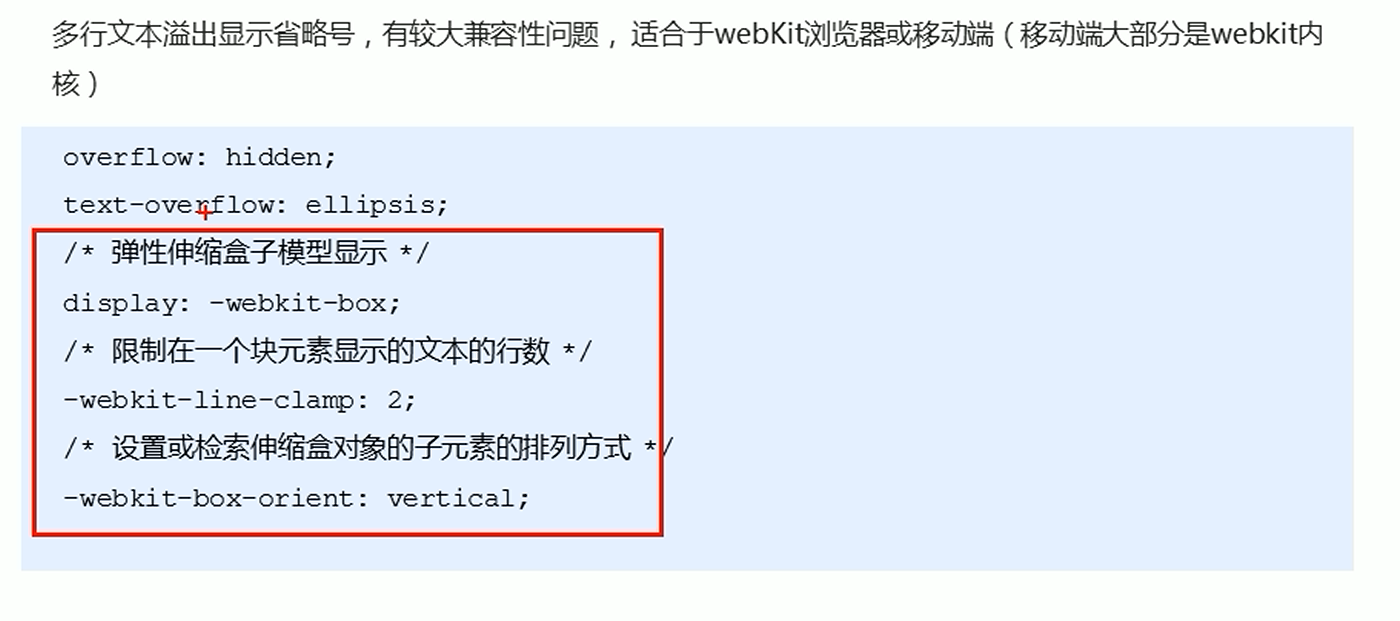 多行文本溢出显示省略号，有较大兼容性问题， 适合于webKit浏览器或移动端（移动端大部分是webkit内
核）
overflow: hidden;
text-overflow: ellipsis;
/* 弹性伸缩盒子模型显示 */
display: -webkit-box;
/* 限制在一个块元素显示的文本的行数 */
-webkit-line-clamp: 2;
/* 设置或检索伸缩盒对象的子元素的排列方式 */
-webkit-box-orient: vertical;